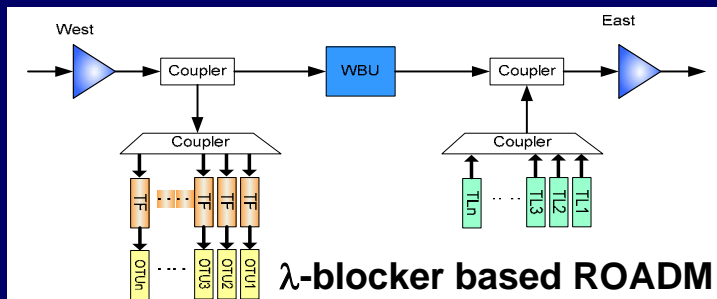 West
East
Coupler
WBU
Coupler
Coupler
Coupler
TF
TF
TF
TF
TLn
TL3
TL2
TL1
OTUn
OTU3
OTU2
OTU1
λ-blocker based ROADM